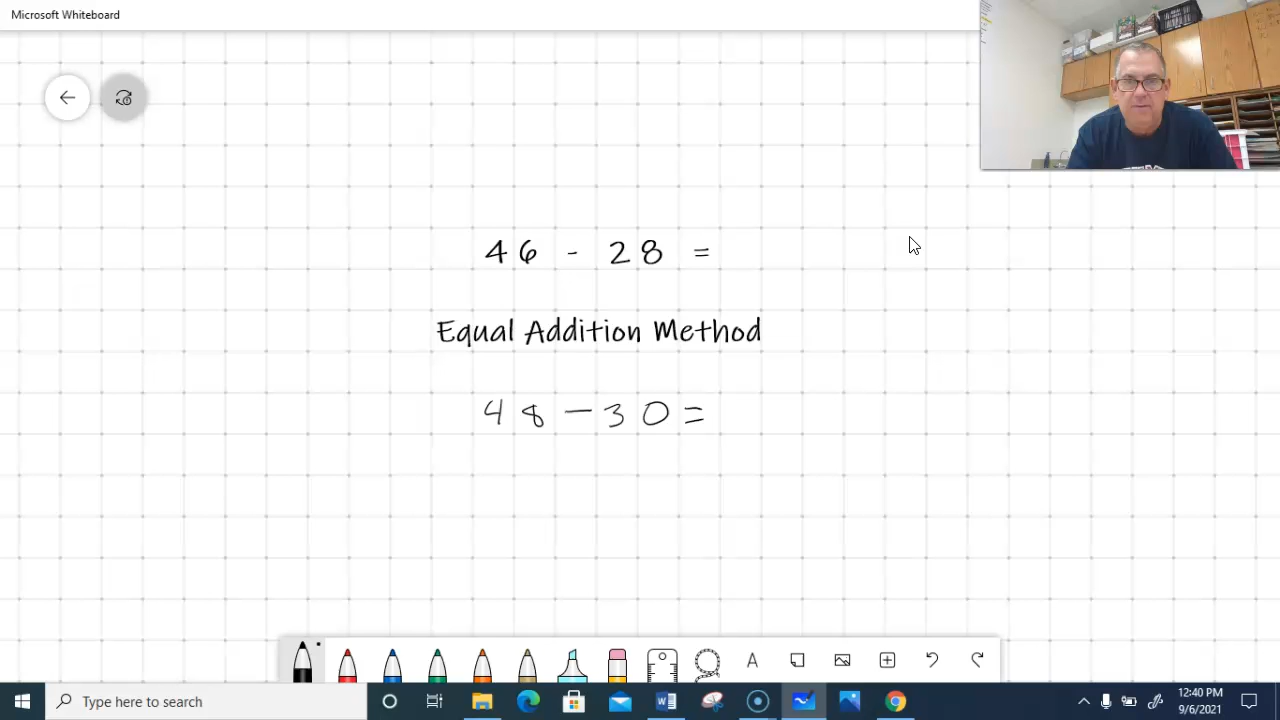 Microsoft Whiteboard
46 - 28 =
Equal Addition Method
48 - 30 =
A
Type here to search
12:40 PM
9/6/2021